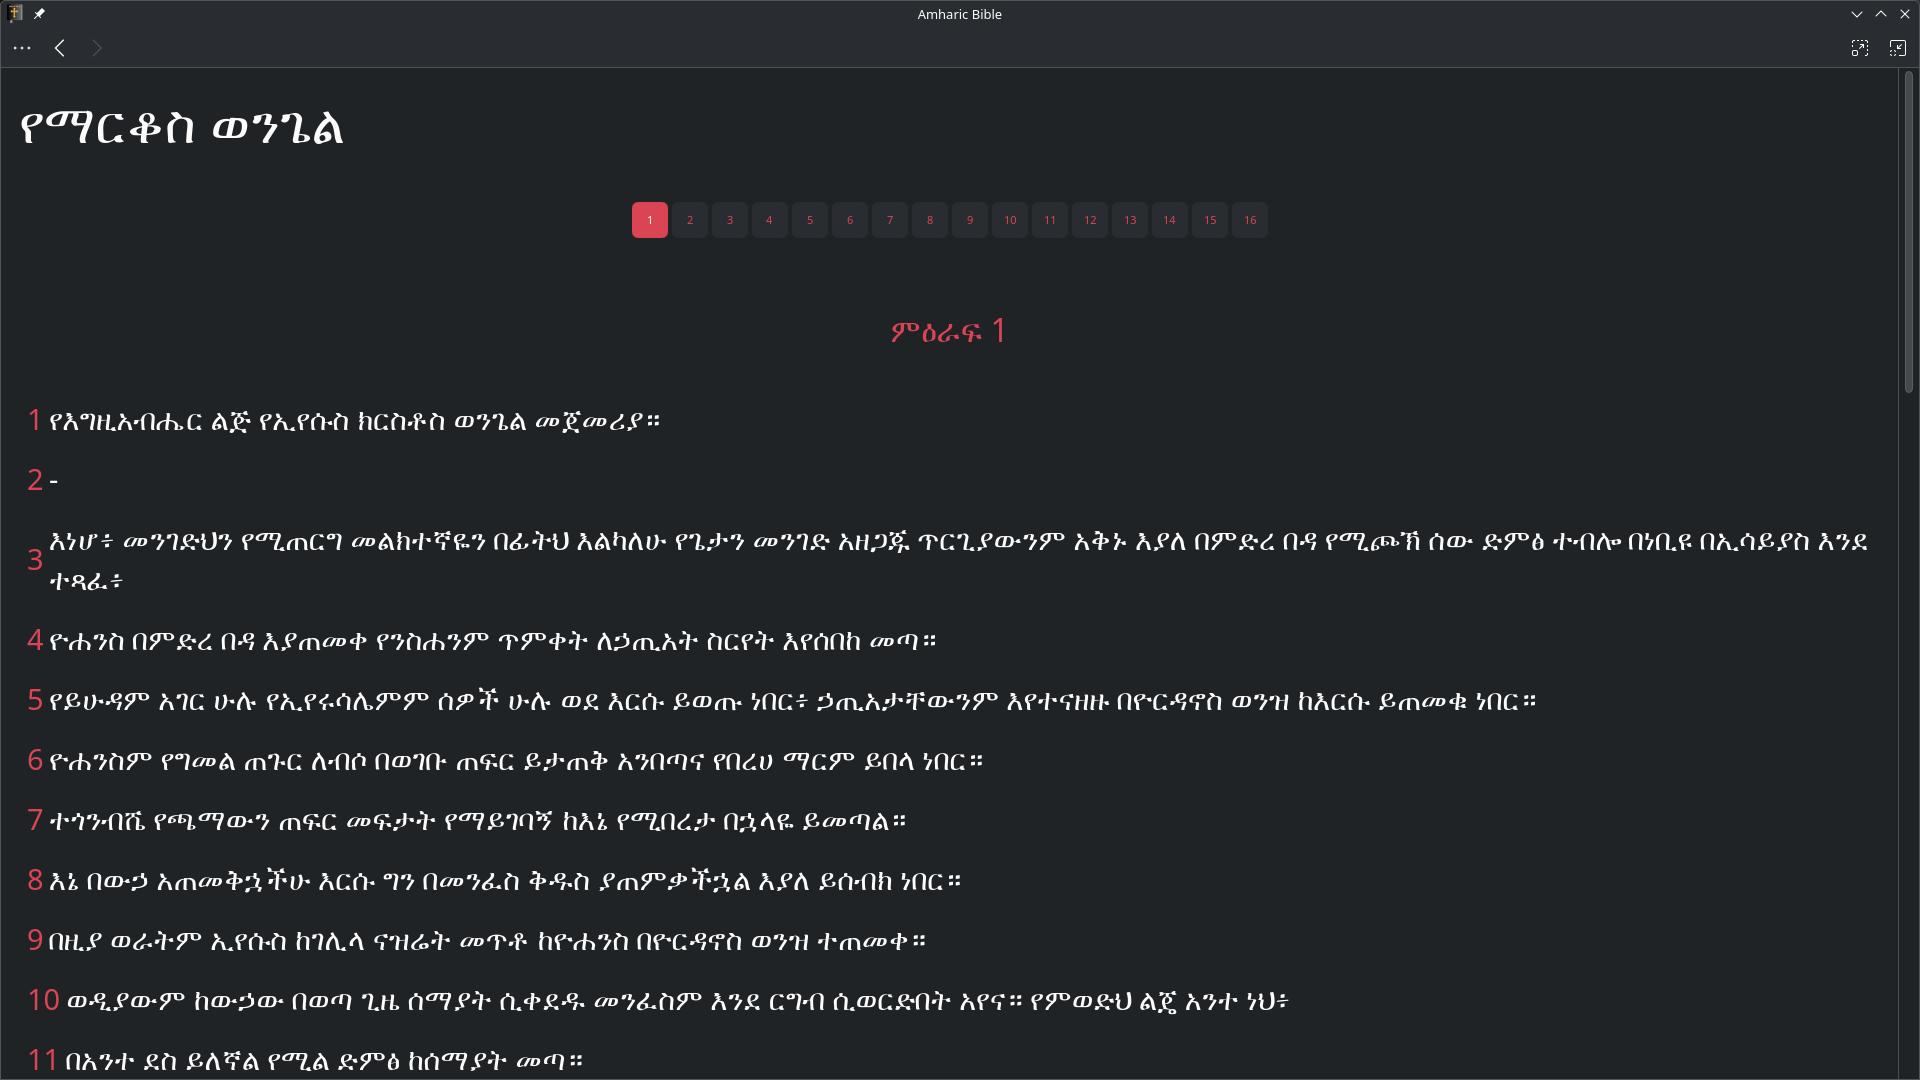 Amharic Bible
የማርቆስ ወንጌል
1 2 3 4 5 6 7 8 9 10 11 12 13 14 15 16
ምዕራፍ 1
1 የእግዚአብሔር ልጅ የኢየሱስ ክርስቶስ ወንጌል መጀመሪያ።
2 -
3 እነሆ፥ መንገድህን የሚጠርግ መልክተኛዬን በፊትህ እልካለሁ የጌታን መንገድ አዘጋጁ ጥርጊያውንም አቅኑ እያለ በምድረ በዳ የሚጮኽ ሰው ድምፅ ተብሎ በነቢዩ በኢሳይያስ እንደ
ተጻፈ፥
4 ዮሐንስ በምድረ በዳ እያጠመቀ የንስሐንም ጥምቀት ለኃጢአት ስርየት እየሰበከ መጣ።
5 የይሁዳም አገር ሁሉ የኢየሩሳሌምም ሰዎች ሁሉ ወደ እርሱ ይወጡ ነበር፥ ኃጢአታቸውንም እየተናዘዙ በዮርዳኖስ ወንዝ ከእርሱ ይጠመቁ ነበር።
6 ዮሐንስም የግመል ጠጉር ለብሶ በወገቡ ጠፍር ይታጠቅ አንበጣና የበረሀ ማርም ይበላ ነበር።
7 ተጎንብሼ የጫማውን ጠፍር መፍታት የማይገባኝ ከእኔ የሚበረታ በኋላዬ ይመጣል።
8 እኔ በውኃ አጠመቅኋችሁ እርሱ ግን በመንፈስ ቅዱስ ያጠምቃችኋል እያለ ይሰብክ ነበር።
9 በዚያ ወራትም ኢየሱስ ከገሊላ ናዝሬት መጥቶ ከዮሐንስ በዮርዳኖስ ወንዝ ተጠመቀ።
10 ወዲያውም ከውኃው በወጣ ጊዜ ሰማያት ሲቀደዱ መንፈስም እንደ ርግብ ሲወርድበት አየና። የምወድህ ልጄ አንተ ነህ፥
11 በአንተ ደስ ይለኛል የሚል ድምፅ ከሰማያት መጣ።